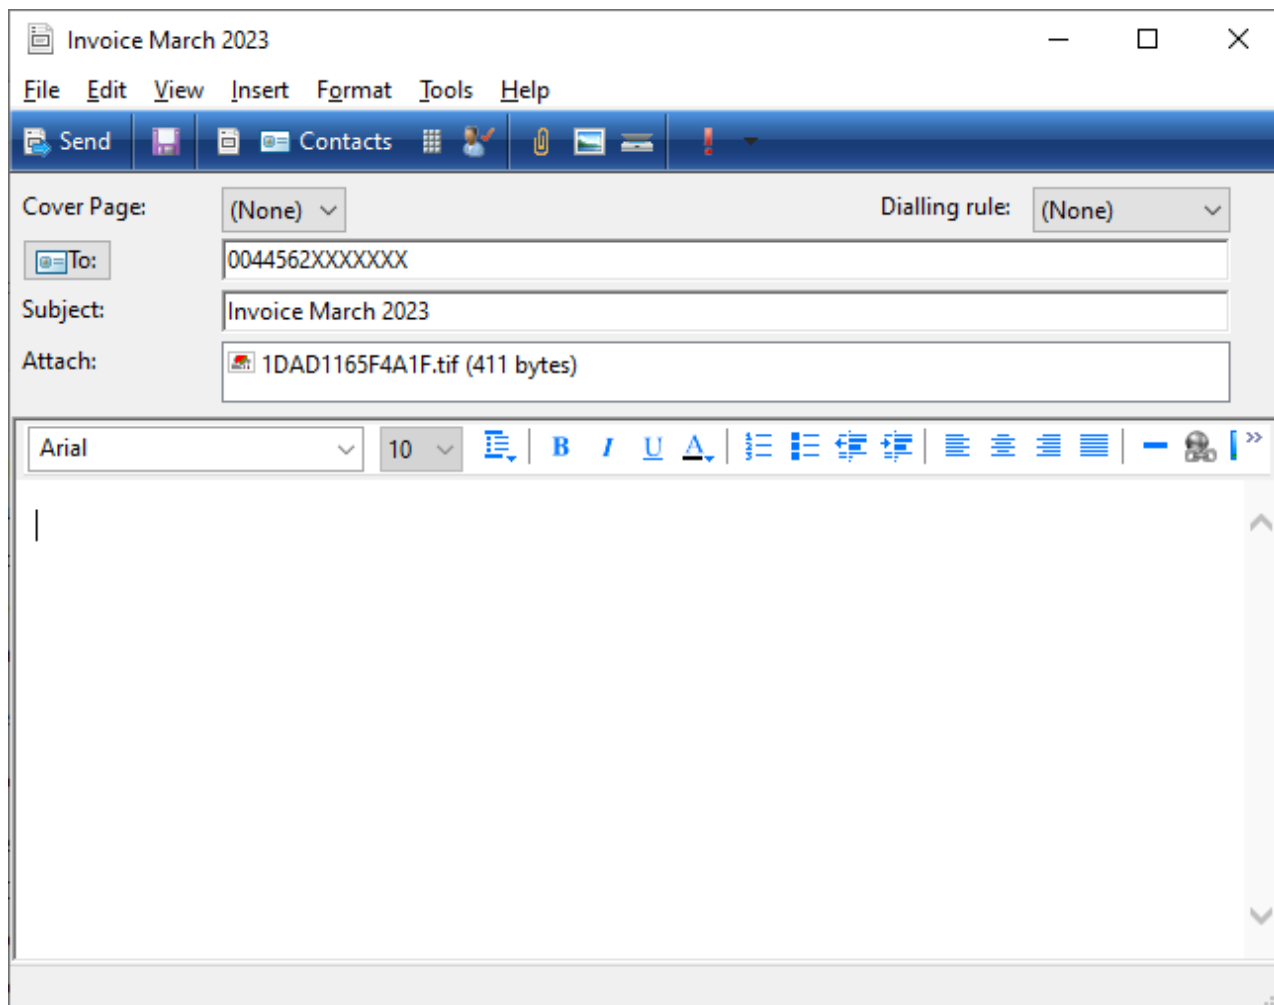 Invoice March 2023
File Edit View Insert Format Tools Help
Send Contacts
Cover Page: (None) Dialling rule: (None)
To: 0044562XXXXXXX
Subject: Invoice March 2023
Attach: 1DAD1165F4A1F.tif (411 bytes)
Arial 10 B I U A